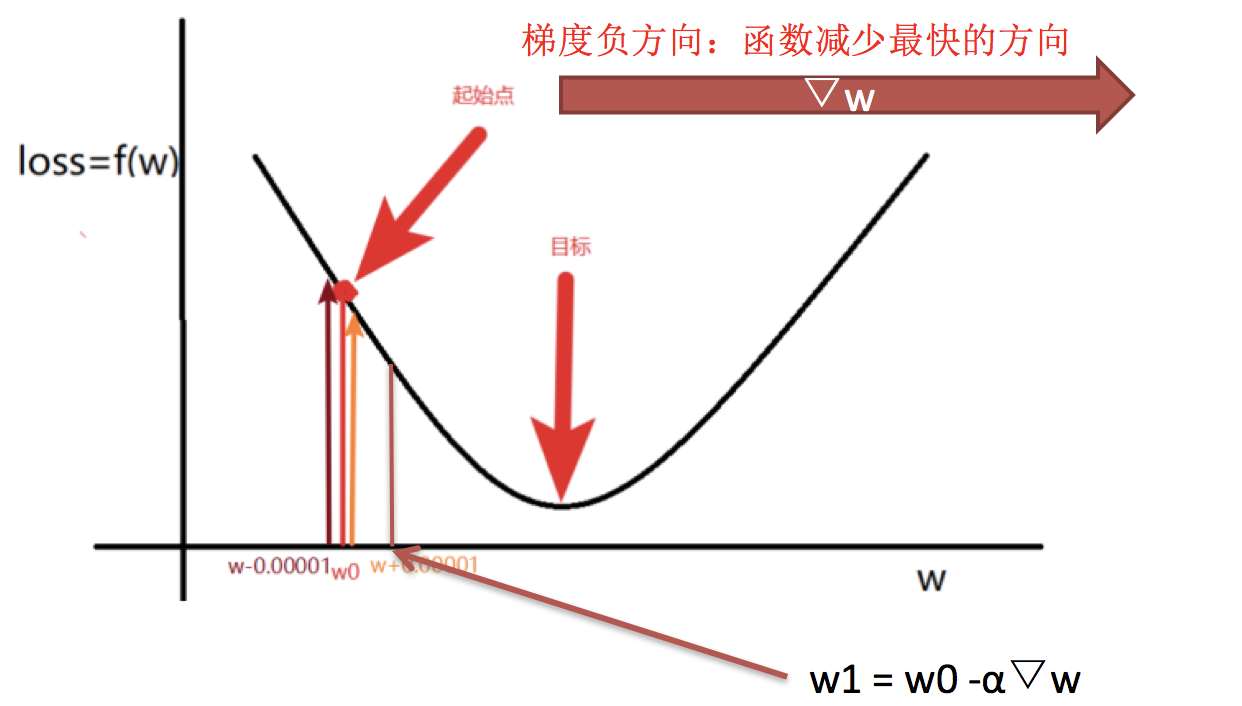 梯度负方向：函数减少最快的方向
▽w
起始点
loss=f(w)
目标
w-0.00001
w0
w+0.00001
w
w1 = w0 -α▽w